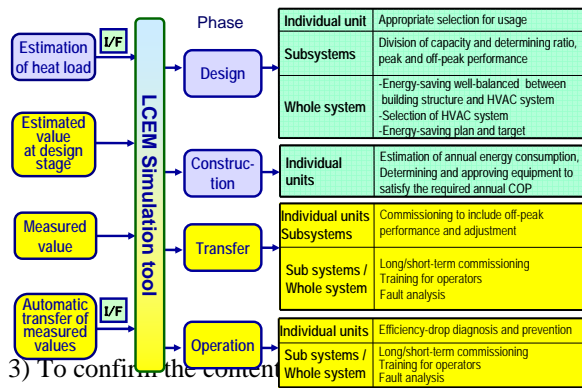 Phase
Estimation
of heat load
I/F
Estimated
value
at design
stage
Measured
value
Automatic
transfer of
measured
values
I/F
LCEM Simulation tool
Design
Construc-
tion
Transfer
Operation
Individual unit
Appropriate selection for usage
Subsystems
Division of capacity and determining ratio,
peak and off-peak performance
Whole system
-Energy-saving well-balanced between
building structure and HVAC system
-Selection of HVAC system
-Energy-saving plan and target
Individual
units
Estimation of annual energy consumption,
Determining and approving equipment to
satisfy the required annual COP
Individual units
Subsystems
Commissioning to include off-peak
performance and adjustment
Sub systems /
Whole system
Long/short-term commissioning
Training for operators
Fault analysis
Individual units
Efficiency-drop diagnosis and prevention
Sub systems /
Whole system
Long/short-term commissioning
Training for operators
Fault analysis
3) To confirm the content